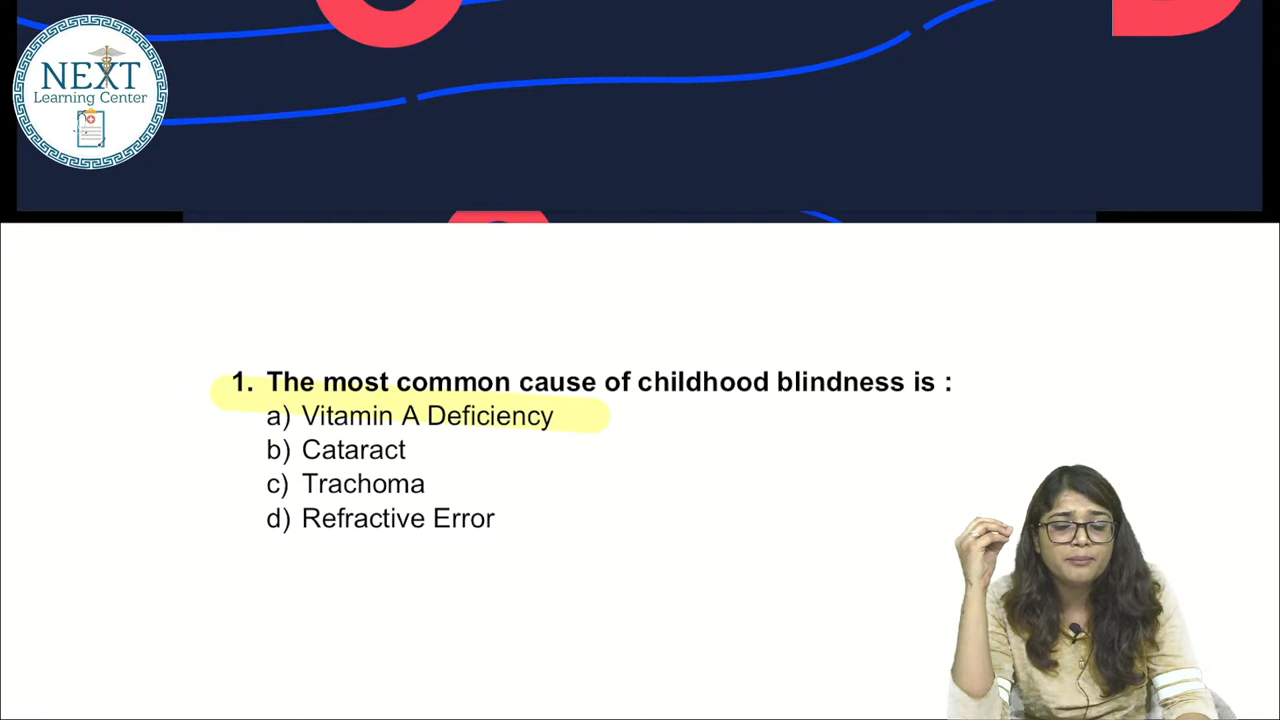 NEXT
Learning Center
1. The most common cause of childhood blindness is :
a) Vitamin A Deficiency
b) Cataract
c) Trachoma
d) Refractive Error